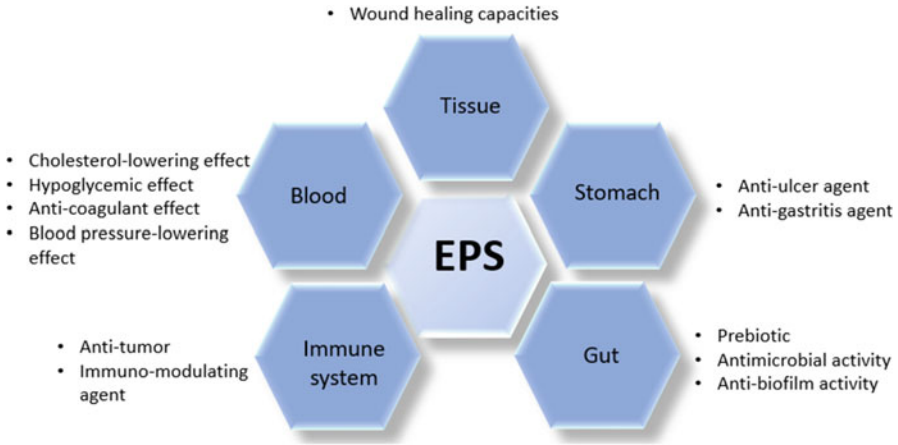 • Wound healing capacities
Tissue
• Cholesterol-lowering effect
• Hypoglycemic effect
• Anti-coagulant effect
• Blood pressure-lowering
effect
Blood
Stomach
• Anti-ulcer agent
• Anti-gastritis agent
EPS
• Anti-tumor
• Immuno-modulating
agent
Immune
system
Gut
• Prebiotic
• Antimicrobial activity
• Anti-biofilm activity